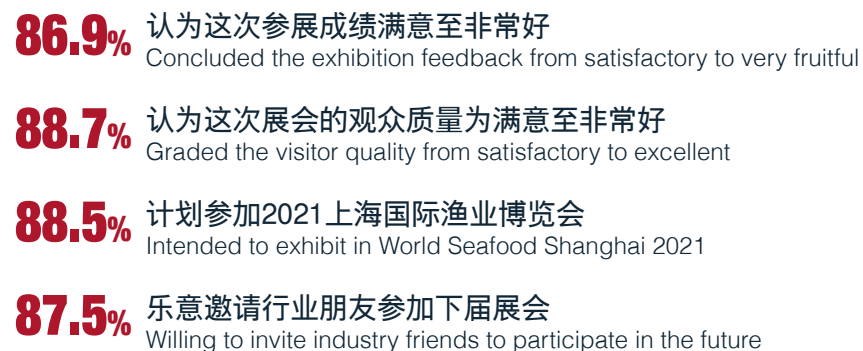 86.9% 认为这次参展成绩满意至非常好
Concluded the exhibition feedback from satisfactory to very fruitful
88.7% 认为这次展会的观众质量为满意至非常好
Graded the visitor quality from satisfactory to excellent
88.5% 计划参加2021上海国际渔业博览会
Intended to exhibit in World Seafood Shanghai 2021
87.5% 乐意邀请行业朋友参加下届展会
Willing to invite industry friends to participate in the future